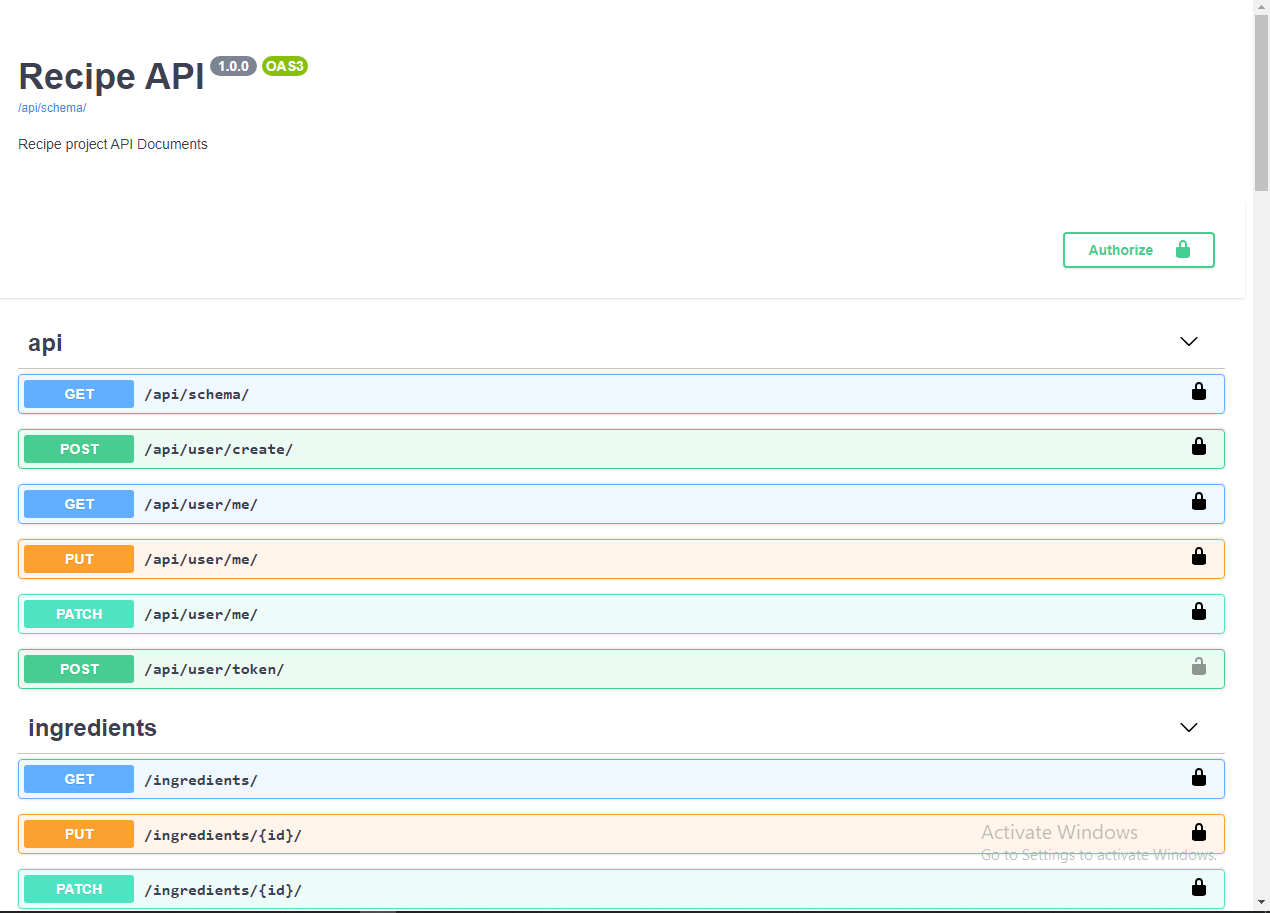 Recipe API 1.0.0 OAS3
/api/schema/
Recipe project API Documents
Authorize
api
GET /api/schema/
POST /api/user/create/
GET /api/user/me/
PUT /api/user/me/
PATCH /api/user/me/
POST /api/user/token/
ingredients
GET /ingredients/
PUT /ingredients/{id}/
Activate Windows
Go to Settings to activate Windows.
PATCH /ingredients/{id}/